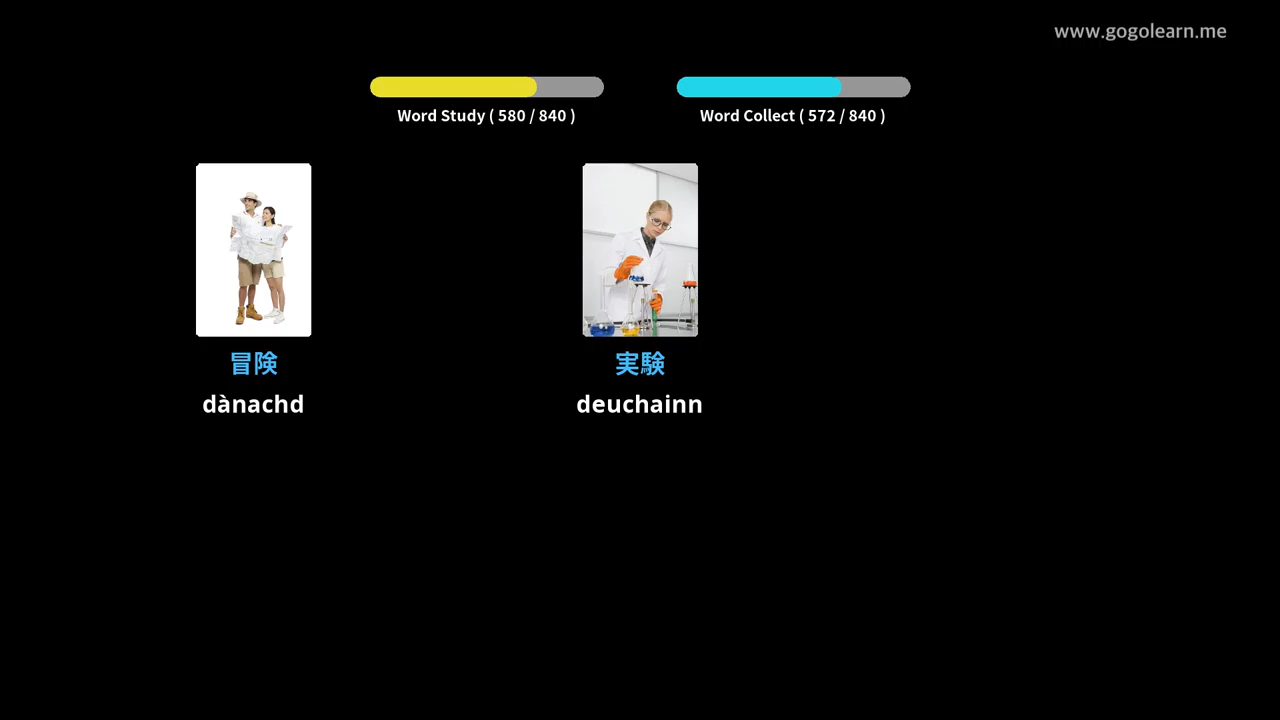 www.gogolearn.me
Word Study ( 580 / 840 )
Word Collect ( 572 / 840 )
冒険
dànachd
実験
deuchainn